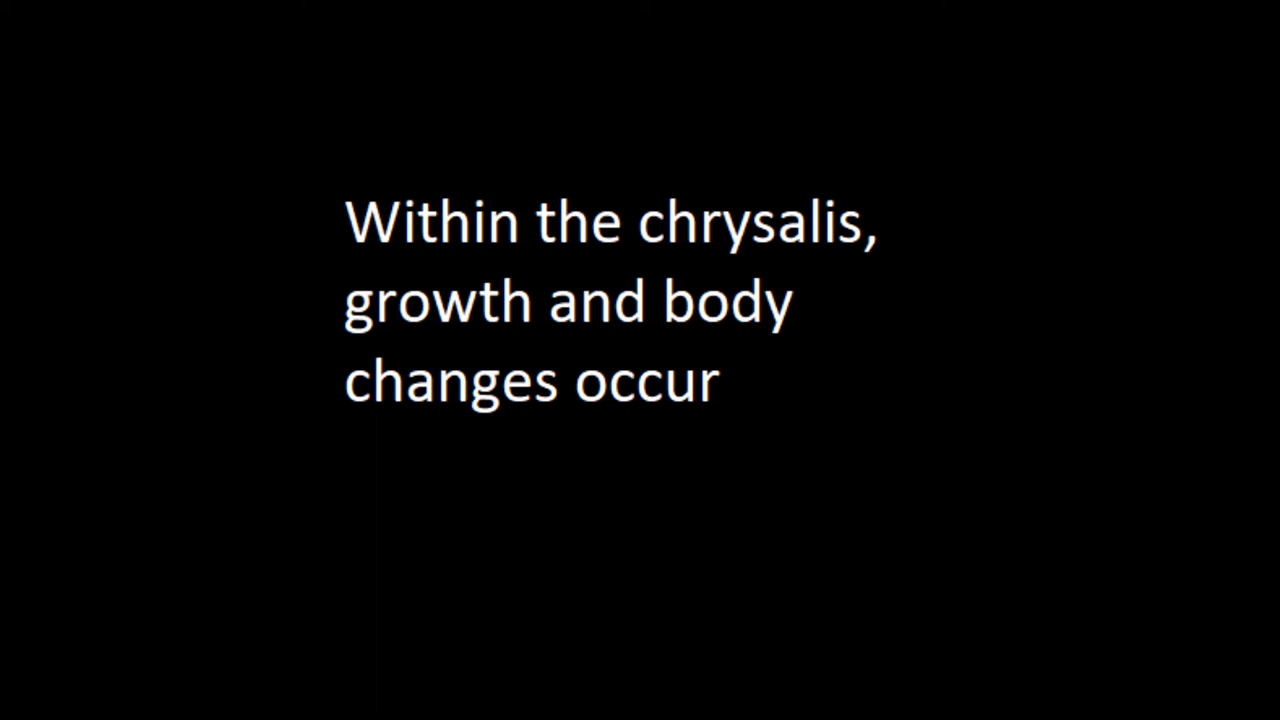 Within the chrysalis,
growth and body
changes occur